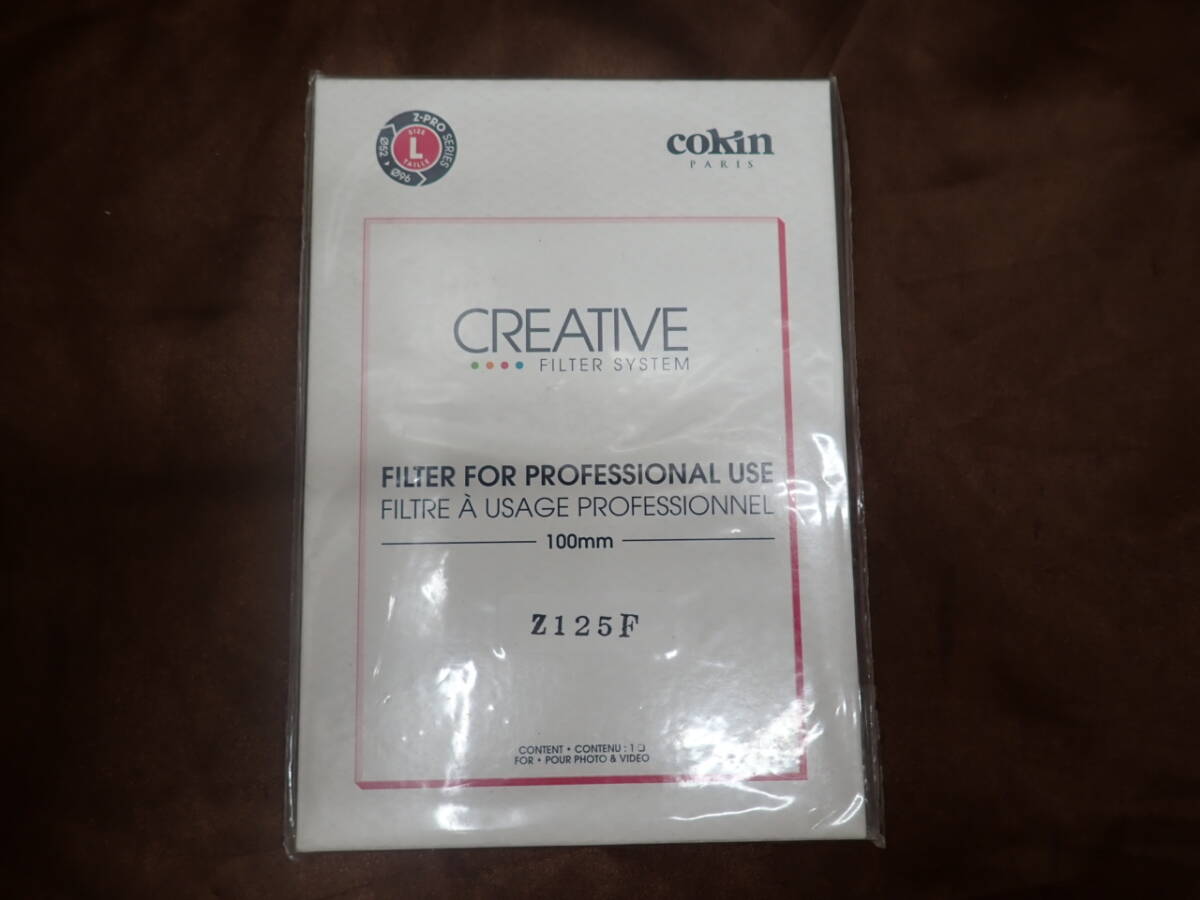 Z-PRO SERIES
SIZE
L
TAILLE
Ø52
Ø96
cokin
PARIS
CREATIVE
FILTER SYSTEM
FILTER FOR PROFESSIONAL USE
FILTRE À USAGE PROFESSIONNEL
100mm
Z125F
CONTENT • CONTENU : 1
FOR • POUR PHOTO & VIDEO